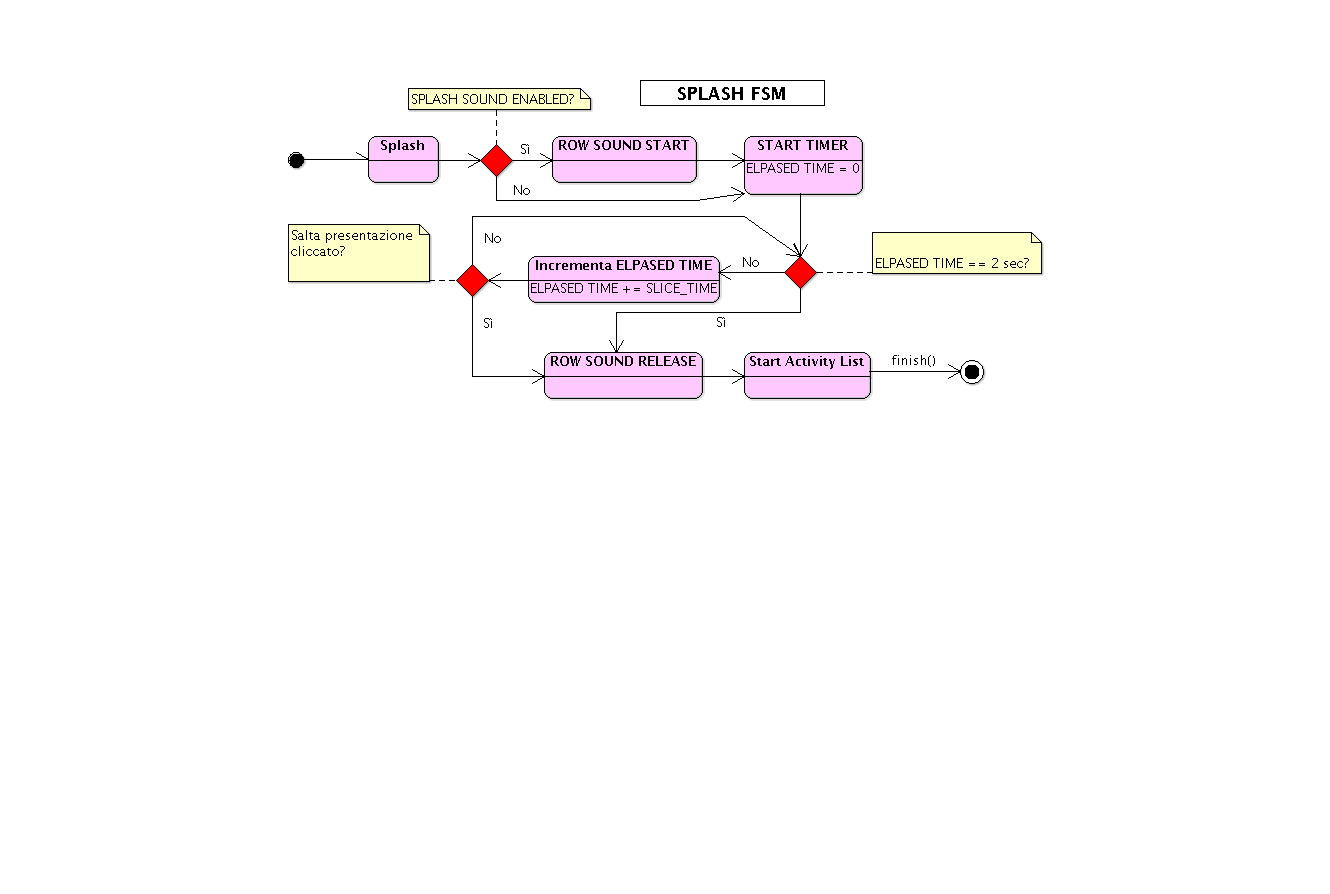 SPLASH SOUND ENABLED?
SPLASH FSM
Splash
Sì
ROW SOUND START
START TIMER
ELPASED TIME = 0
No
Salta presentazione
cliccato?
No
Incrementa ELPASED TIME
ELPASED TIME += SLICE_TIME
No
ELPASED TIME == 2 sec?
Sì
Sì
ROW SOUND RELEASE
Start Activity List
finish()